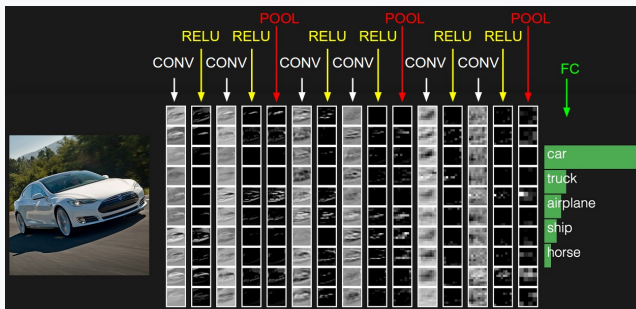 POOL POOL POOL
RELU RELU RELU RELU RELU RELU
CONV CONV CONV CONV CONV CONV
FC
car
truck
airplane
ship
horse